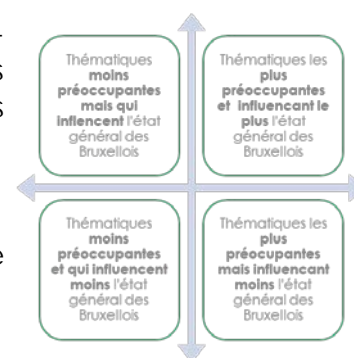 s
s
e
Thématiques
moins
préoccupantes
mais qui
inflencent l'état
général des
Bruxellois
Thématiques les
plus
préoccupantes
et influencant le
plus l'état
général des
Bruxellois
Thématiques
moins
préoccupantes
et qui influencent
moins l'état
général des
Bruxellois
Thématiques les
plus
préoccupantes
mais influencant
moins l'état
général des
Bruxellois